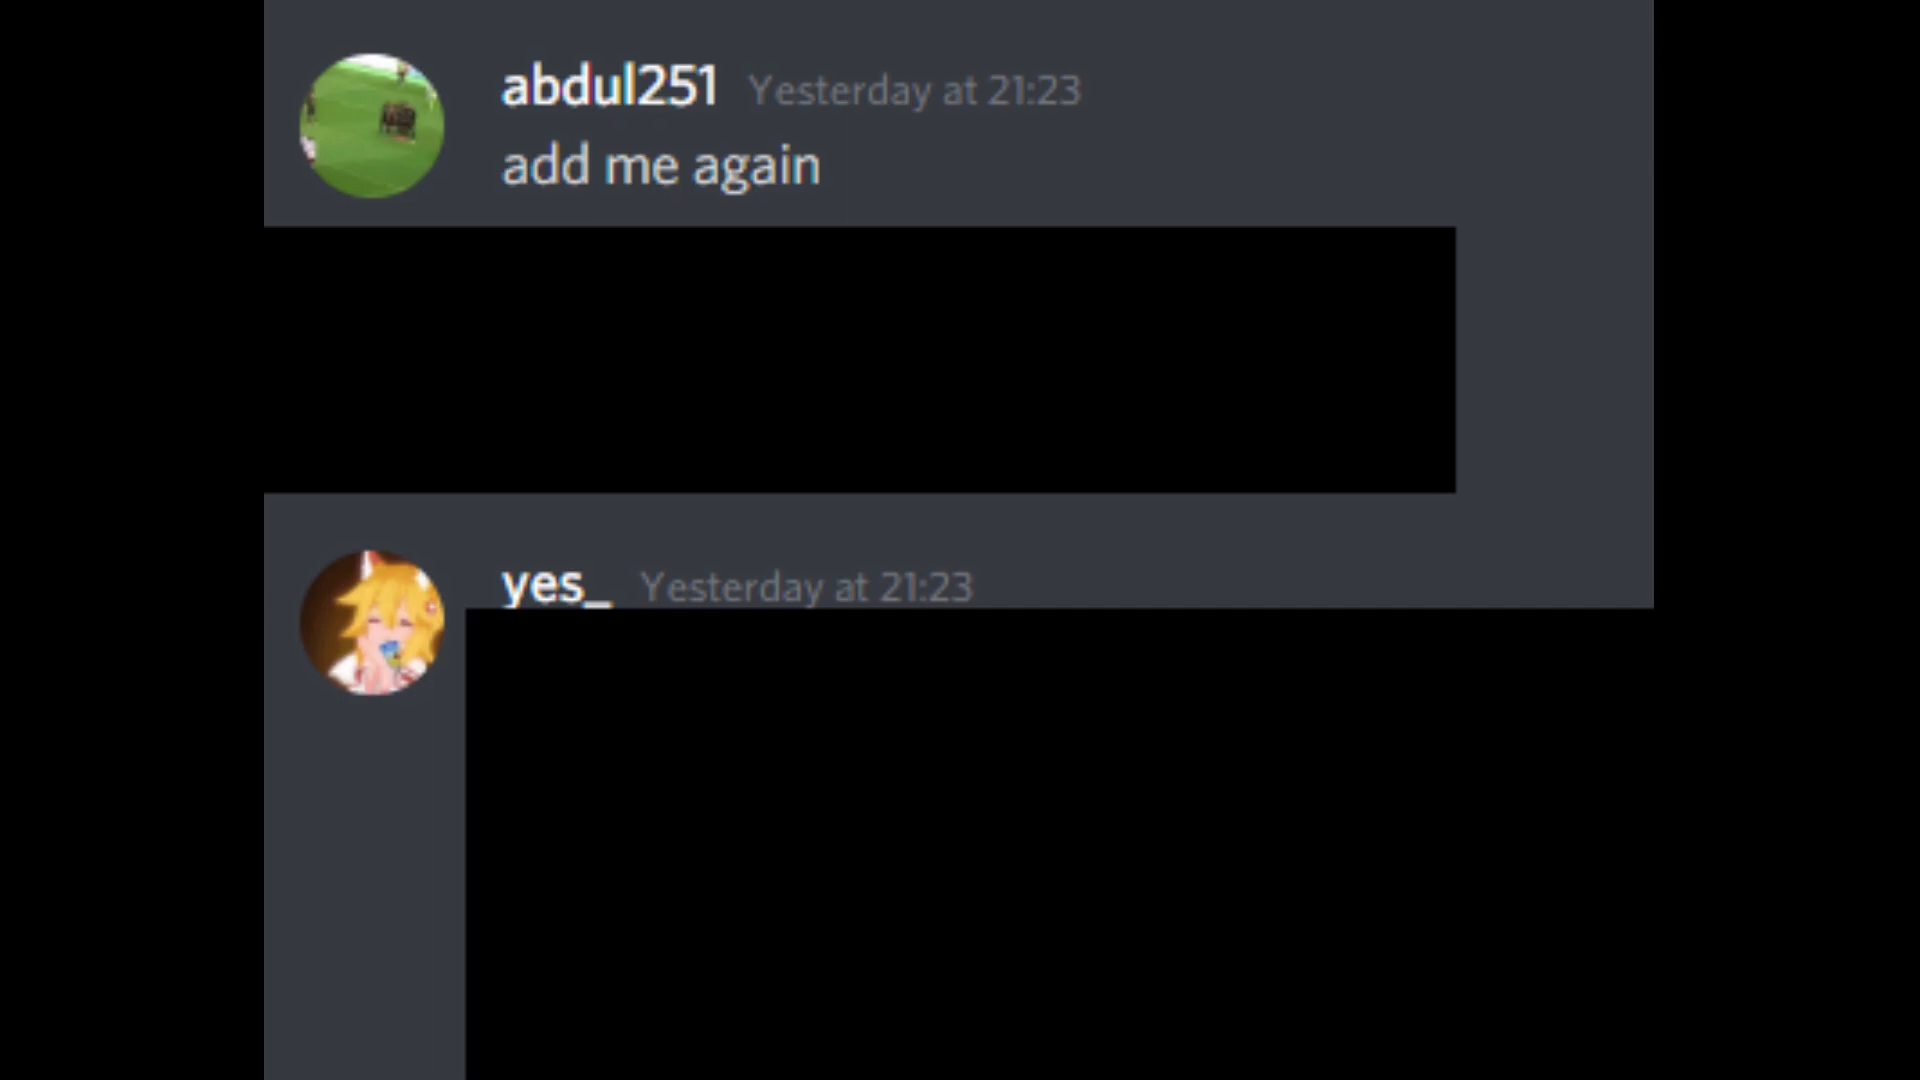 abdul251 Yesterday at 21:23
add me again
yes_ Yesterday at 21:23